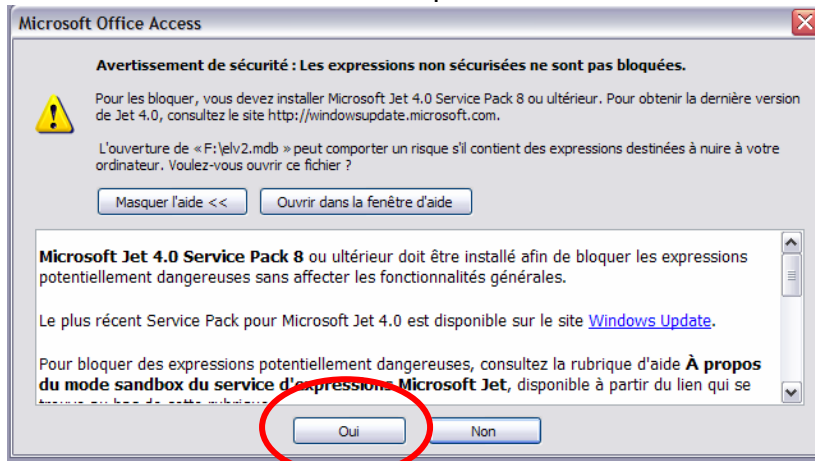 Microsoft Office Access
Avertissement de sécurité : Les expressions non sécurisées ne sont pas bloquées.
Pour les bloquer, vous devez installer Microsoft Jet 4.0 Service Pack 8 ou ultérieur. Pour obtenir la dernière version
de Jet 4.0, consultez le site http://windowsupdate.microsoft.com.
L'ouverture de « F:\elv2.mdb » peut comporter un risque s'il contient des expressions destinées à nuire à votre
ordinateur. Voulez-vous ouvrir ce fichier ?
Masquer l'aide << Ouvrir dans la fenêtre d'aide
Microsoft Jet 4.0 Service Pack 8 ou ultérieur doit être installé afin de bloquer les expressions
potentiellement dangereuses sans affecter les fonctionnalités générales.
Le plus récent Service Pack pour Microsoft Jet 4.0 est disponible sur le site Windows Update.
Pour bloquer des expressions potentiellement dangereuses, consultez la rubrique d'aide À propos
du mode sandbox du service d'expressions Microsoft Jet, disponible à partir du lien qui se
Oui Non